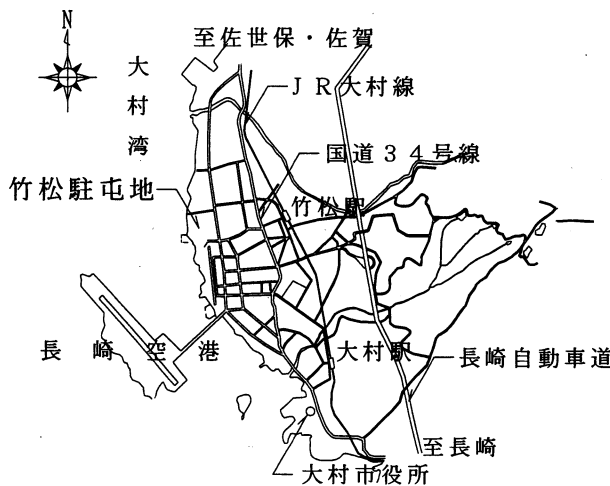 N
至佐世保・佐賀
大村湾
JR大村線
国道34号線
竹松駐屯地
竹松駅
長崎空港
大村駅
長崎自動車道
至長崎
大村市役所